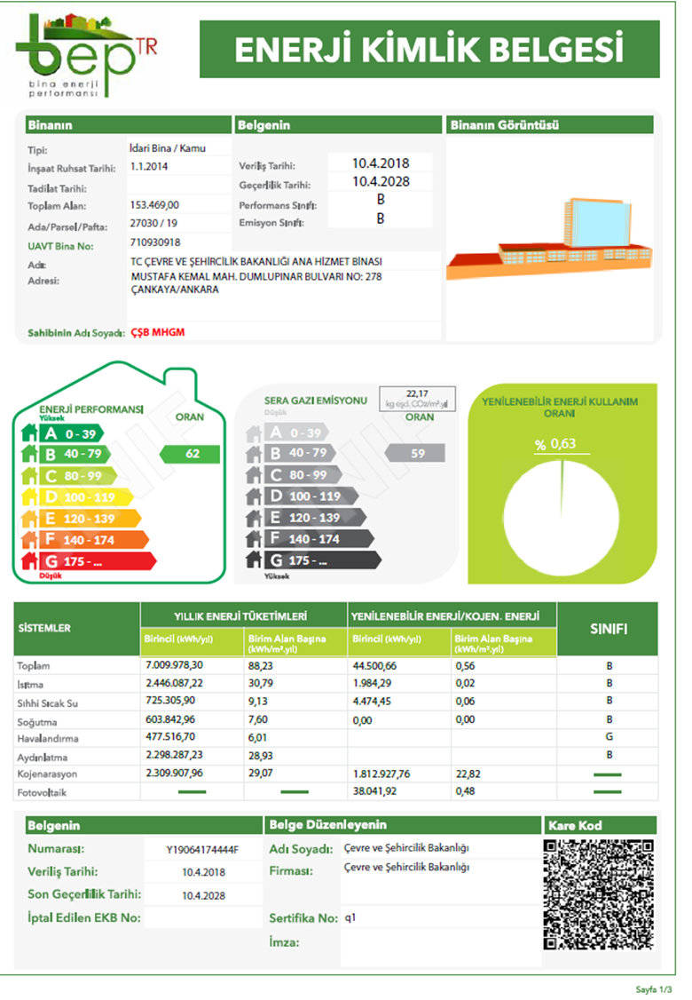 bep TR
bina enerji
performansı
ENERJİ KİMLİK BELGESİ
Binanın
Belgenin
Binanın Görüntüsü
Tipi: İdari Bina / Kamu
İnşaat Ruhsat Tarihi: 1.1.2014
Tadilat Tarihi:
Toplam Alan: 153.469,00
Ada/Parsel/Pafta: 27030 / 19
UAVT Bina No: 710930918
Veriliş Tarihi: 10.4.2018
Geçerlilik Tarihi: 10.4.2028
Performans Sınıfı: B
Emisyon Sınıfı: B
Adı: TC ÇEVRE VE ŞEHİRCİLİK BAKANLIĞI ANA HİZMET BİNASI
Adresi: MUSTAFA KEMAL MAH. DUMLUPINAR BULVARI NO: 278
ÇANKAYA/ANKARA
Sahibinin Adı Soyadı: ÇŞB MHGM
ENERJİ PERFORMANSI
Yüksek
ORAN
A 0 - 39
B 40 - 79 62
C 80 - 99
D 100 - 119
E 120 - 139
F 140 - 174
G 175 - ...
Düşük
SINIF
SERA GAZI EMİSYONU
22,17
kg eşd. CO2/m².yıl
Düşük
ORAN
A 0 - 39
B 40 - 79 59
C 80 - 99
D 100 - 119
E 120 - 139
F 140 - 174
G 175 - ...
Yüksek
SINIF
YENİLENEBİLİR ENERJİ KULLANIM
ORANI
% 0,63
SİSTEMLER YILLIK ENERJİ TÜKETİMLERİ YENİLENEBİLİR ENERJİ/KOJEN. ENERJİ SINIFI
Birincil (kWh/yıl) Birim Alan Başına (kWh/m².yıl) Birincil (kWh/yıl) Birim Alan Başına (kWh/m².yıl)
Toplam 7.009.978,30 88,23 44.500,66 0,56 B
Isıtma 2.446.087,22 30,79 1.984,29 0,02 B
Sıhhi Sıcak Su 725.305,90 9,13 4.474,45 0,06 B
Soğutma 603.842,96 7,60 0,00 0,00 B
Havalandırma 477.516,70 6,01 G
Aydınlatma 2.298.287,23 28,93 B
Kojenarasyon 2.309.907,96 29,07 1.812.927,76 22,82
Fotovoltaik 38.041,92 0,48
Belgenin
Numarası: Y19064174444F
Veriliş Tarihi: 10.4.2018
Son Geçerlilik Tarihi: 10.4.2028
İptal Edilen EKB No:
Belge Düzenleyenin
Adı Soyadı: Çevre ve Şehircilik Bakanlığı
Firması: Çevre ve Şehircilik Bakanlığı
Sertifika No: q1
İmza:
Kare Kod
Sayfa 1/3